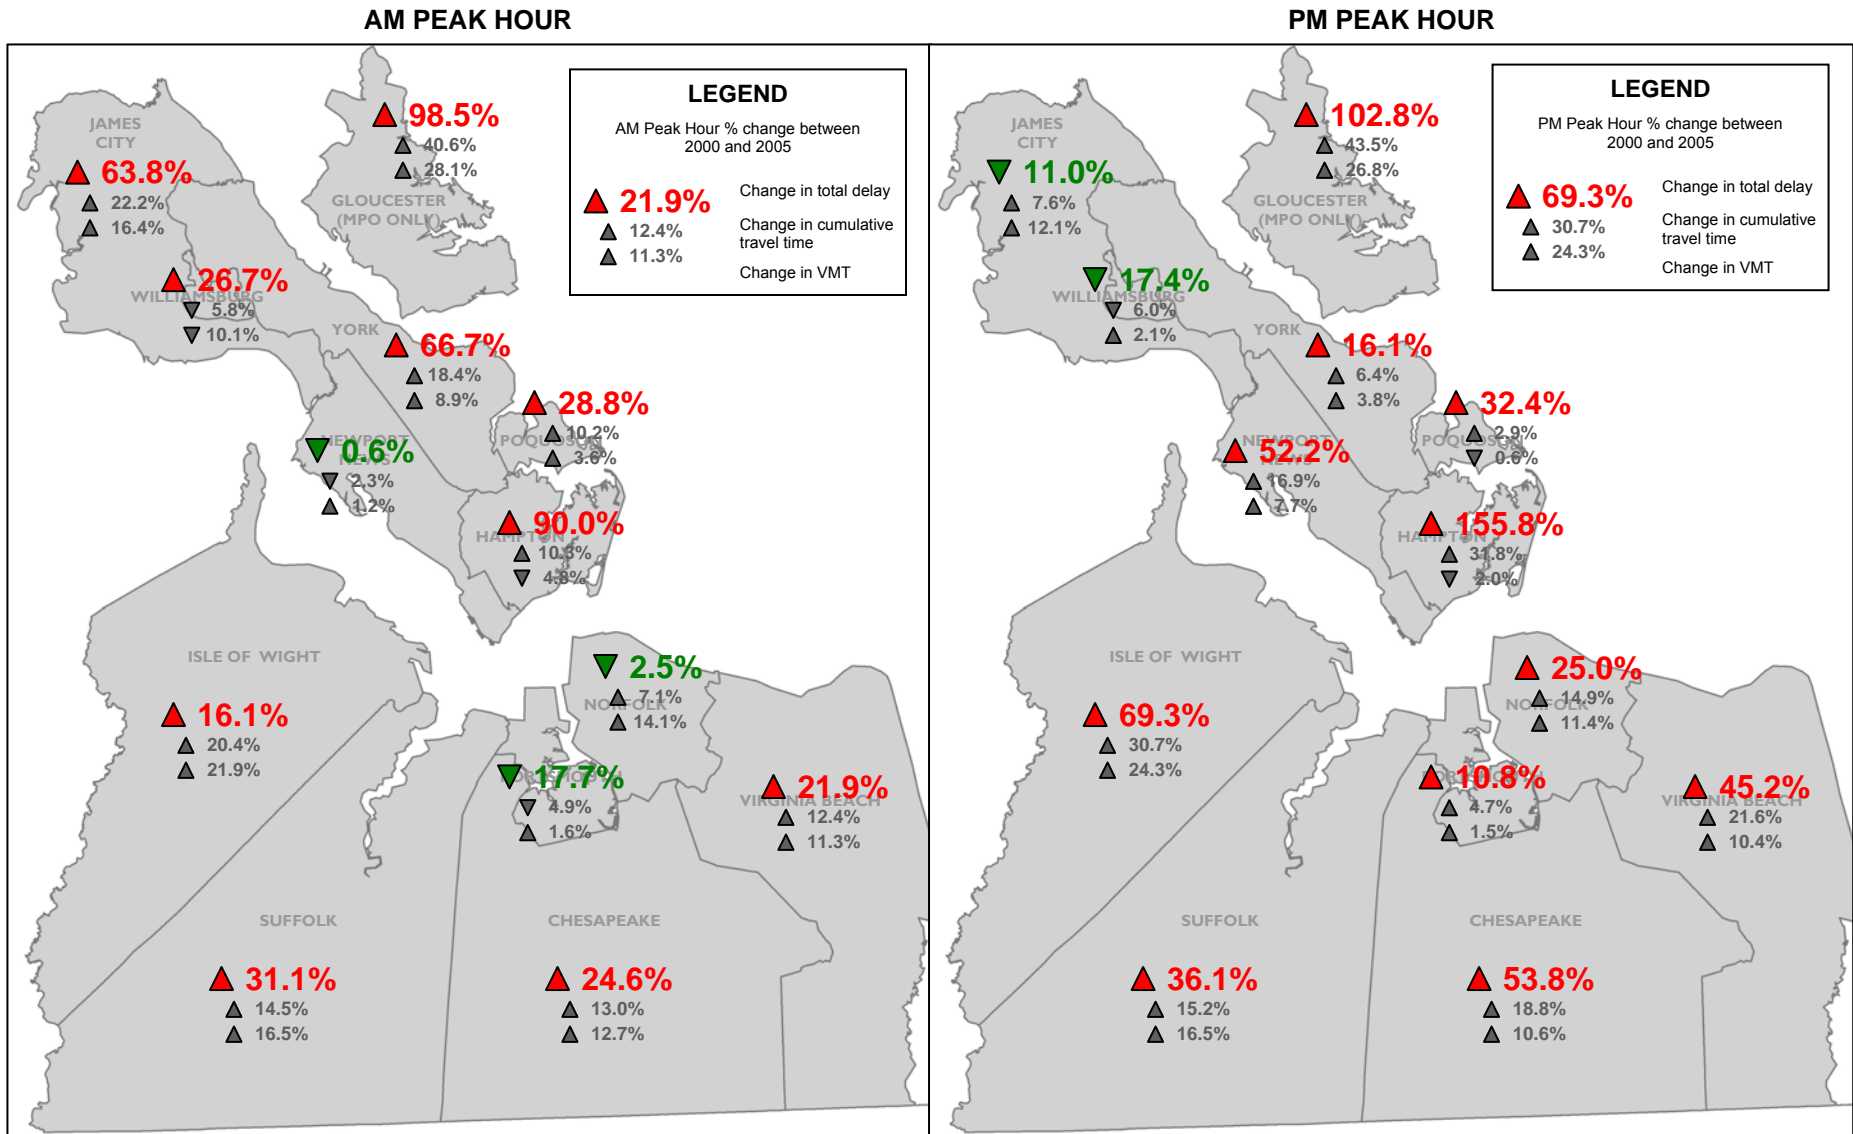 AM PEAK HOUR
JAMES
CITY
▲ 63.8%
▲ 22.2%
▲ 16.4%
▲ 98.5%
▲ 40.6%
▲ 28.1%
GLOUCESTER
(MPO ONLY)
LEGEND
AM Peak Hour % change between
2000 and 2005
▲ 21.9% Change in total delay
▲ 12.4% Change in cumulative
travel time
▲ 11.3% Change in VMT
▲ 26.7%
WILLIAMSBURG
▼ 5.8%
▼ 10.1%
YORK
▲ 66.7%
▲ 18.4%
▲ 8.9%
▲ 28.8%
POQUOSON
▲ 10.2%
▲ 3.6%
NEWPORT
NEWS
▼ 0.6%
▼ 2.3%
▲ 1.2%
▲ 90.0%
HAMPTON
▲ 10.3%
▼ 4.8%
ISLE OF WIGHT
▲ 16.1%
▲ 20.4%
▲ 21.9%
▼ 2.5%
▲ 7.1%
NORFOLK
▲ 14.1%
▼ 17.7%
PORTSMOUTH
▼ 4.9%
▲ 1.6%
▲ 21.9%
VIRGINIA BEACH
▲ 12.4%
▲ 11.3%
SUFFOLK
▲ 31.1%
▲ 14.5%
▲ 16.5%
CHESAPEAKE
▲ 24.6%
▲ 13.0%
▲ 12.7%
PM PEAK HOUR
JAMES
CITY
▼ 11.0%
▲ 7.6%
▲ 12.1%
▲ 102.8%
▲ 43.5%
▲ 26.8%
GLOUCESTER
(MPO ONLY)
LEGEND
PM Peak Hour % change between
2000 and 2005
▲ 69.3% Change in total delay
▲ 30.7% Change in cumulative
travel time
▲ 24.3% Change in VMT
▼ 17.4%
WILLIAMSBURG
▼ 6.0%
▲ 2.1%
YORK
▲ 16.1%
▲ 6.4%
▲ 3.8%
▲ 32.4%
POQUOSON
▲ 2.9%
▼ 0.6%
NEWPORT
NEWS
▲ 52.2%
▲ 16.9%
▲ 7.7%
▲ 155.8%
HAMPTON
▲ 31.8%
▼ 2.0%
ISLE OF WIGHT
▲ 69.3%
▲ 30.7%
▲ 24.3%
▲ 25.0%
▲ 14.9%
NORFOLK
▲ 11.4%
▲ 10.8%
PORTSMOUTH
▲ 4.7%
▲ 1.5%
▲ 45.2%
VIRGINIA BEACH
▲ 21.6%
▲ 10.4%
SUFFOLK
▲ 36.1%
▲ 15.2%
▲ 16.5%
CHESAPEAKE
▲ 53.8%
▲ 18.8%
▲ 10.6%